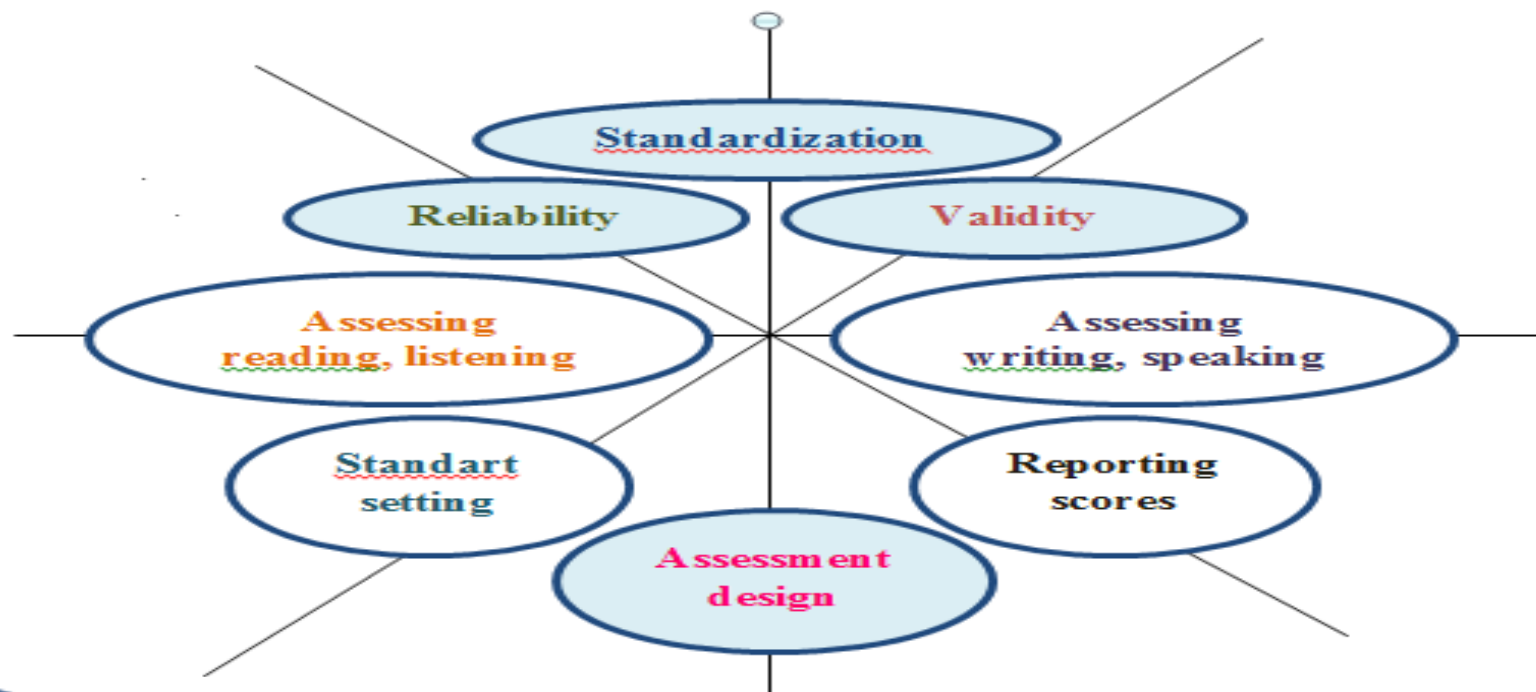 Standardization
Reliability
Validity
Assessing
reading, listening
Assessing
writing, speaking
Standart
setting
Reporting
scores
Assessment
design